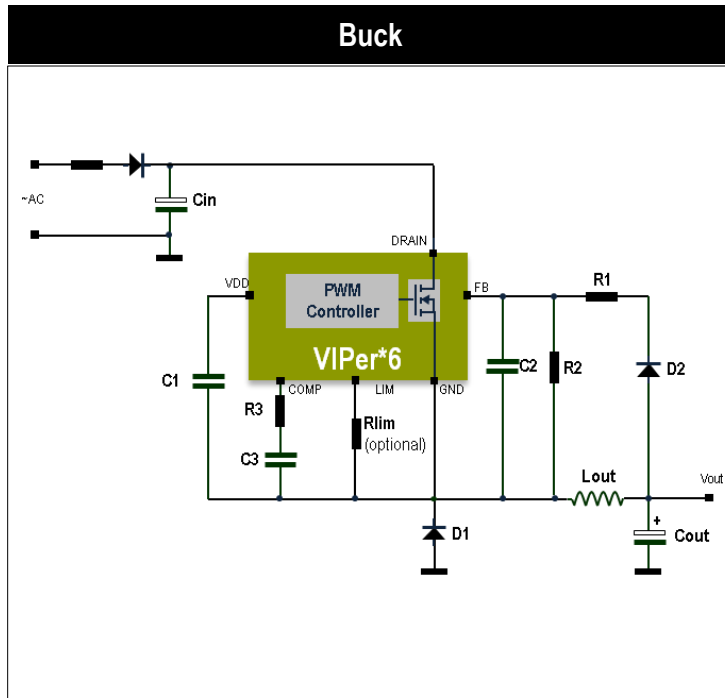 Buck
~AC
Cin
DRAIN
VDD
PWM
Controller
FB
R1
VIPer*6
C1
COMP
LIM
GND
C2
R2
D2
R3
Rlim
(optional)
C3
Lout
Vout
D1
+
Cout